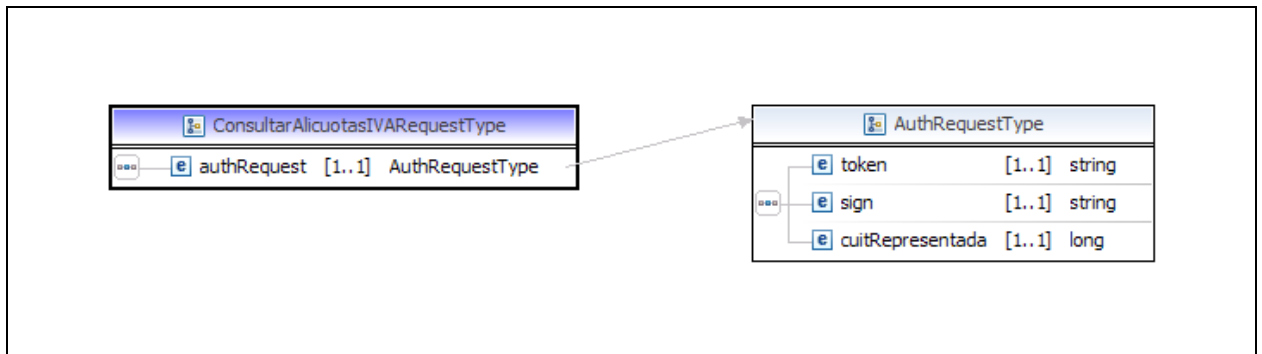 ConsultarAlicuotasIVARequestType
e authRequest [1..1] AuthRequestType
AuthRequestType
e token [1..1] string
e sign [1..1] string
e cuitRepresentada [1..1] long